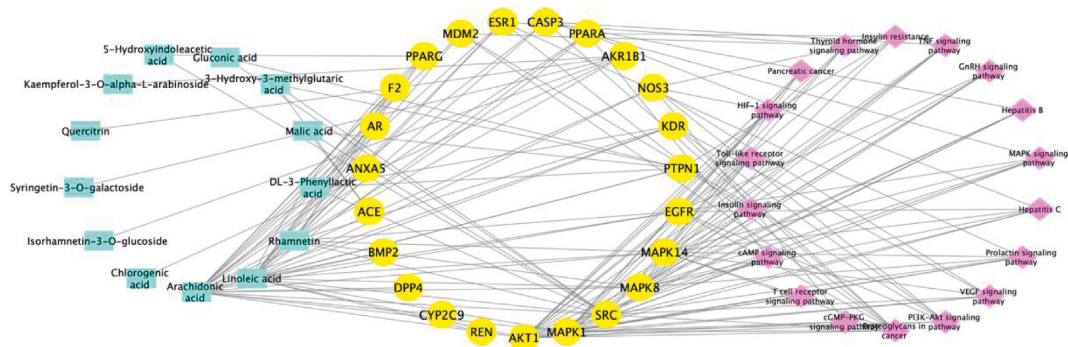 5-Hydroxyindoleacetic
acid
Gluconic acid
Kaempferol-3-O-alpha-L-arabinoside
3-Hydroxy-3-methylglutaric
acid
Quercitrin
Malic acid
Syringetin-3-O-galactoside
DL-3-Phenyllactic
acid
Isorhamnetin-3-O-glucoside
Rhamnetin
Chlorogenic
acid
Arachidonic
acid
Linoleic acid
ESR1
CASP3
MDM2
PPARA
PPARG
AKR1B1
F2
NOS3
AR
KDR
ANXA5
PTPN1
ACE
EGFR
BMP2
MAPK14
DPP4
MAPK8
CYP2C9
SRC
REN
AKT1
MAPK1
Thyroid hormone
signaling pathway
Insulin resistance
TNF signaling
pathway
Pancreatic cancer
GnRH signaling
pathway
HIF-1 signaling
pathway
Hepatitis B
Toll-like receptor
signaling pathway
MAPK signaling
pathway
Insulin signaling
pathway
Hepatitis C
cAMP signaling
pathway
Prolactin signaling
pathway
T cell receptor
signaling pathway
VEGF signaling
pathway
cGMP-PKG
signaling pathway
Proteoglycans in
cancer
PI3K-Akt signaling
pathway